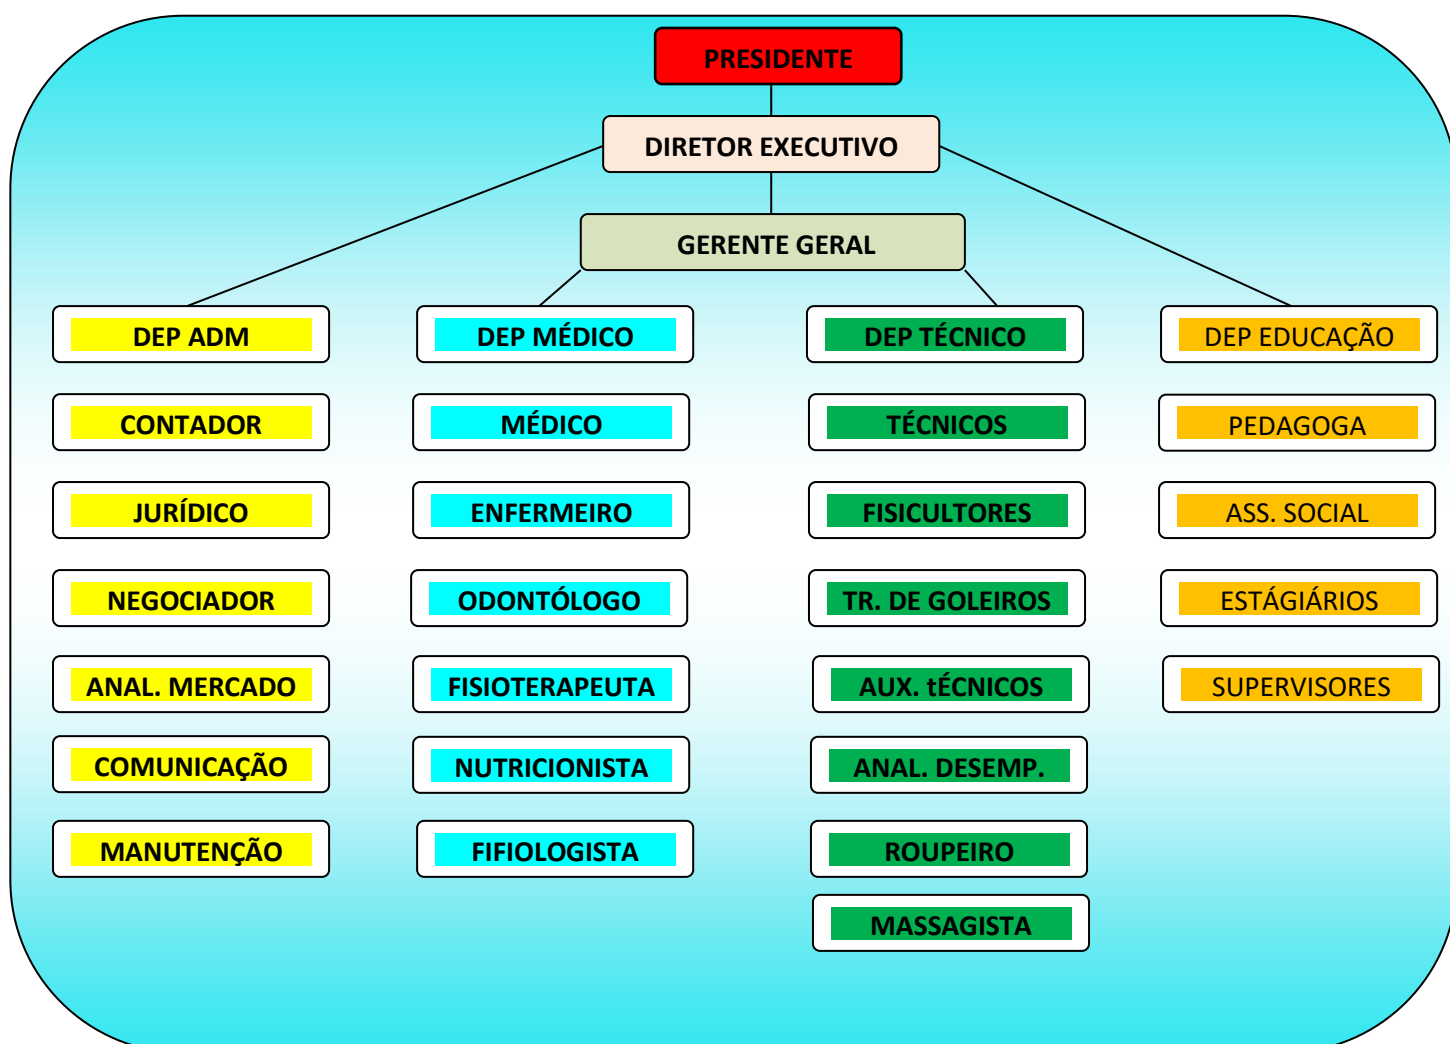 PRESIDENTE
DIRETOR EXECUTIVO
GERENTE GERAL
DEP ADM
CONTADOR
JURÍDICO
NEGOCIADOR
ANAL. MERCADO
COMUNICAÇÃO
MANUTENÇÃO
DEP MÉDICO
MÉDICO
ENFERMEIRO
ODONTÓLOGO
FISIOTERAPEUTA
NUTRICIONISTA
FIFIOLOGISTA
DEP TÉCNICO
TÉCNICOS
FISICULTORES
TR. DE GOLEIROS
AUX. tÉCNICOS
ANAL. DESEMP.
ROUPEIRO
MASSAGISTA
DEP EDUCAÇÃO
PEDAGOGA
ASS. SOCIAL
ESTÁGIÁRIOS
SUPERVISORES